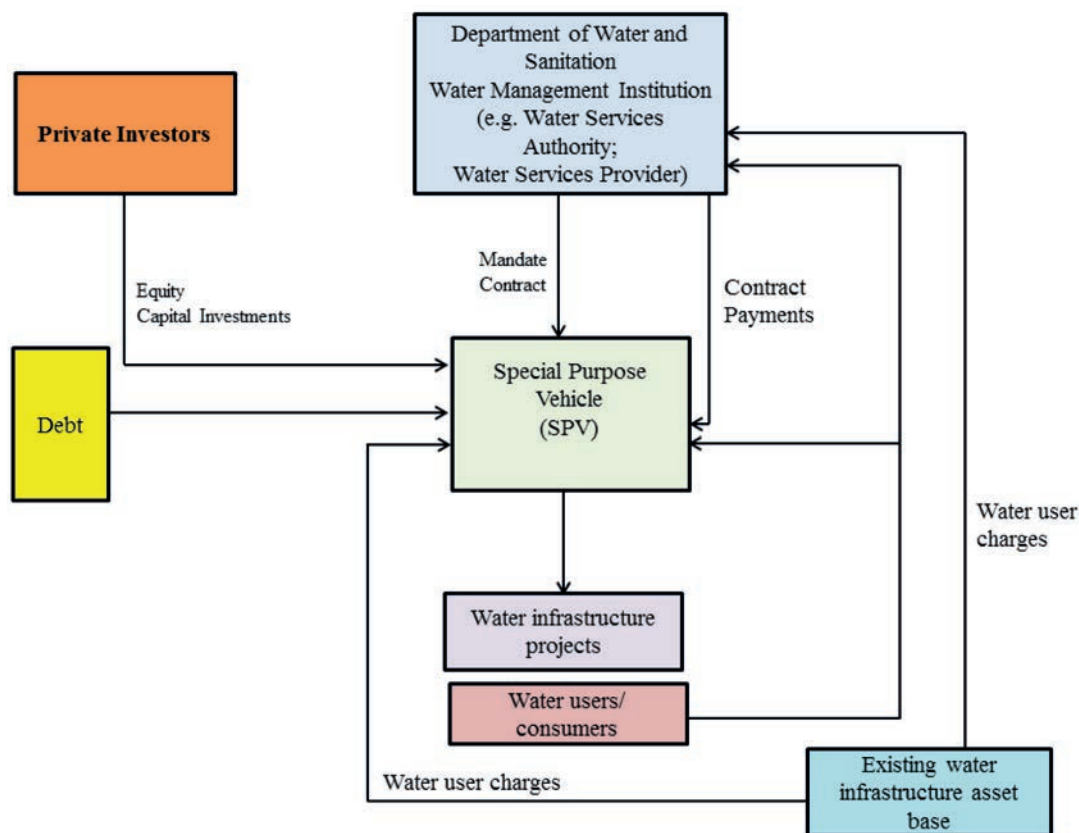 Department of Water and
Sanitation
Water Management Institution
(e.g. Water Services
Authority;
Water Services Provider)
Private Investors
Mandate
Contract
Contract
Payments
Equity
Capital Investments
Special Purpose
Vehicle
(SPV)
Debt
Water user
charges
Water infrastructure
projects
Water users/
consumers
Water user charges
Existing water
infrastructure asset
base